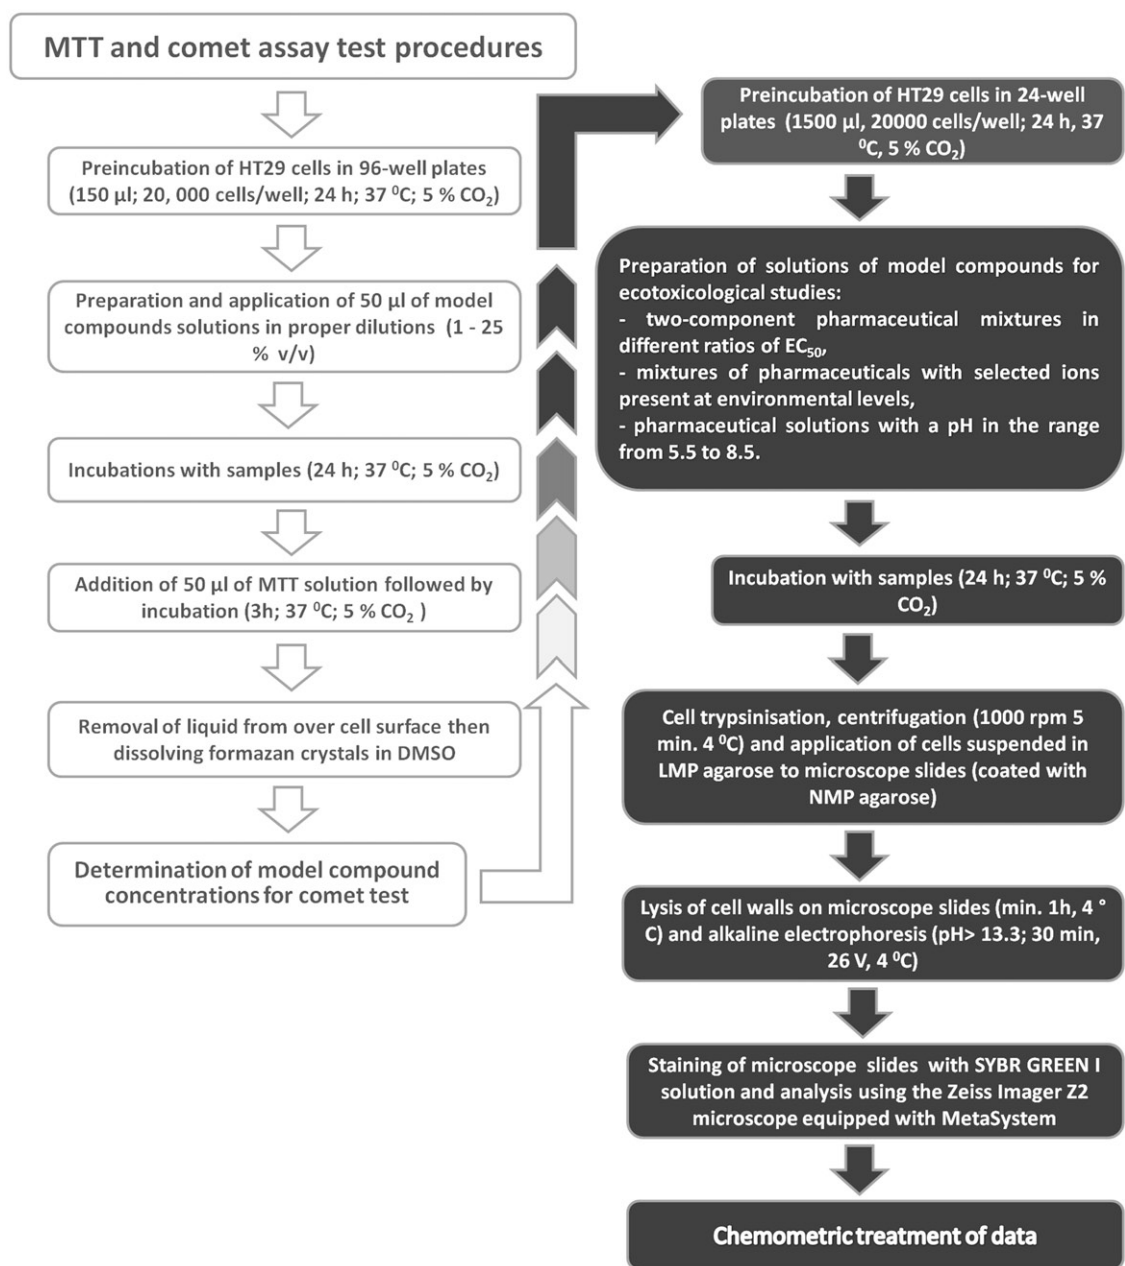 MTT and comet assay test procedures
Preincubation of HT29 cells in 96-well plates
(150 µl; 20, 000 cells/well; 24 h; 37 ⁰C; 5 % CO₂)
Preparation and application of 50 µl of model
compounds solutions in proper dilutions (1 - 25
% v/v)
Incubations with samples (24 h; 37 ⁰C; 5 % CO₂)
Addition of 50 µl of MTT solution followed by
incubation (3h; 37 ⁰C; 5 % CO₂ )
Removal of liquid from over cell surface then
dissolving formazan crystals in DMSO
Determination of model compound
concentrations for comet test
Preincubation of HT29 cells in 24-well
plates (1500 µl, 20000 cells/well; 24 h, 37
⁰C, 5 % CO₂)
Preparation of solutions of model compounds for
ecotoxicological studies:
- two-component pharmaceutical mixtures in
different ratios of EC₅₀,
- mixtures of pharmaceuticals with selected ions
present at environmental levels,
- pharmaceutical solutions with a pH in the range
from 5.5 to 8.5.
Incubation with samples (24 h; 37 ⁰C; 5 %
CO₂)
Cell trypsinisation, centrifugation (1000 rpm 5
min. 4 ⁰C) and application of cells suspended in
LMP agarose to microscope slides (coated with
NMP agarose)
Lysis of cell walls on microscope slides (min. 1h, 4 °
C) and alkaline electrophoresis (pH> 13.3; 30 min,
26 V, 4 ⁰C)
Staining of microscope slides with SYBR GREEN I
solution and analysis using the Zeiss Imager Z2
microscope equipped with MetaSystem
Chemometric treatment of data